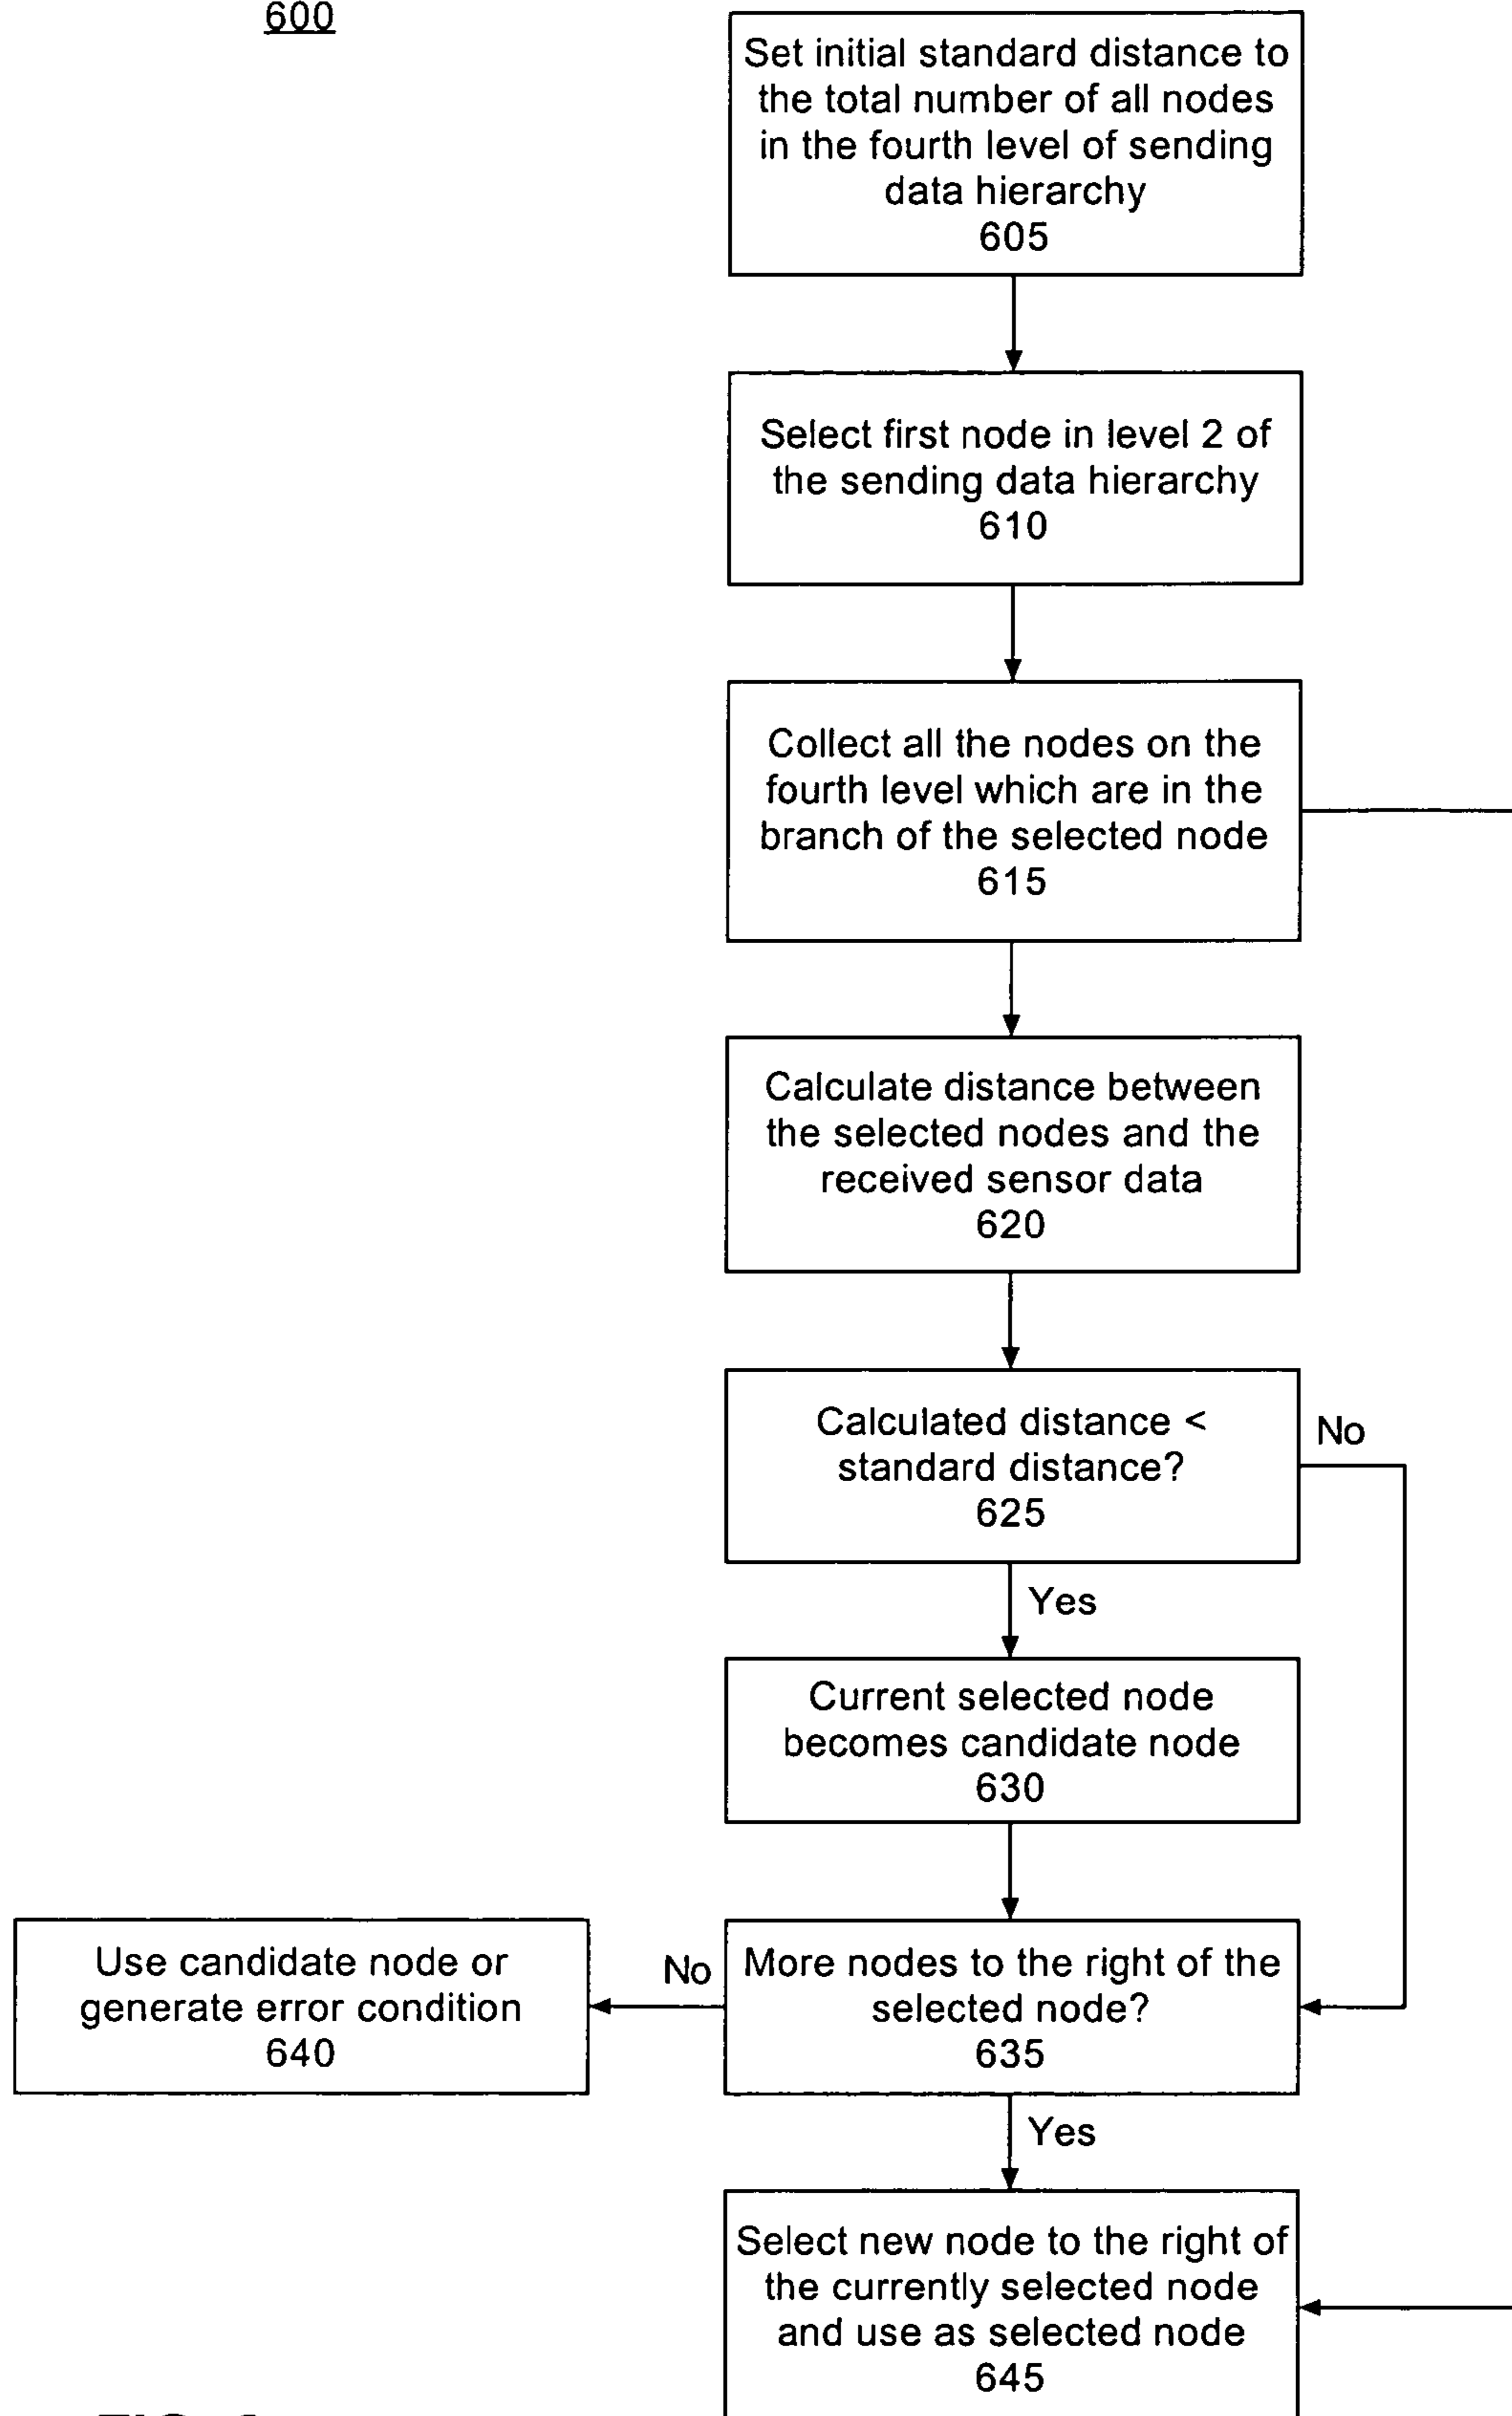 600
Set initial standard distance to
the total number of all nodes
in the fourth level of sending
data hierarchy
605
Select first node in level 2 of
the sending data hierarchy
610
Collect all the nodes on the
fourth level which are in the
branch of the selected node
615
Calculate distance between
the selected nodes and the
received sensor data
620
Calculated distance <
standard distance?
625
No
Yes
Current selected node
becomes candidate node
630
Use candidate node or
generate error condition
640
No
More nodes to the right of the
selected node?
635
Yes
Select new node to the right of
the currently selected node
and use as selected node
645